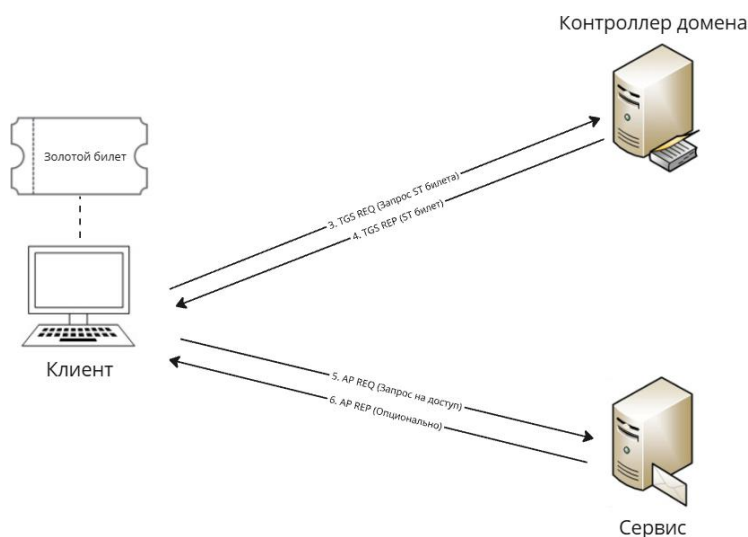 Контроллер домена
Золотой билет
3. TGS REQ (Запрос ST билета)
4. TGS REP (ST билет)
Клиент
5. AP REQ (Запрос на доступ)
6. AP REP (Опционально)
Сервис